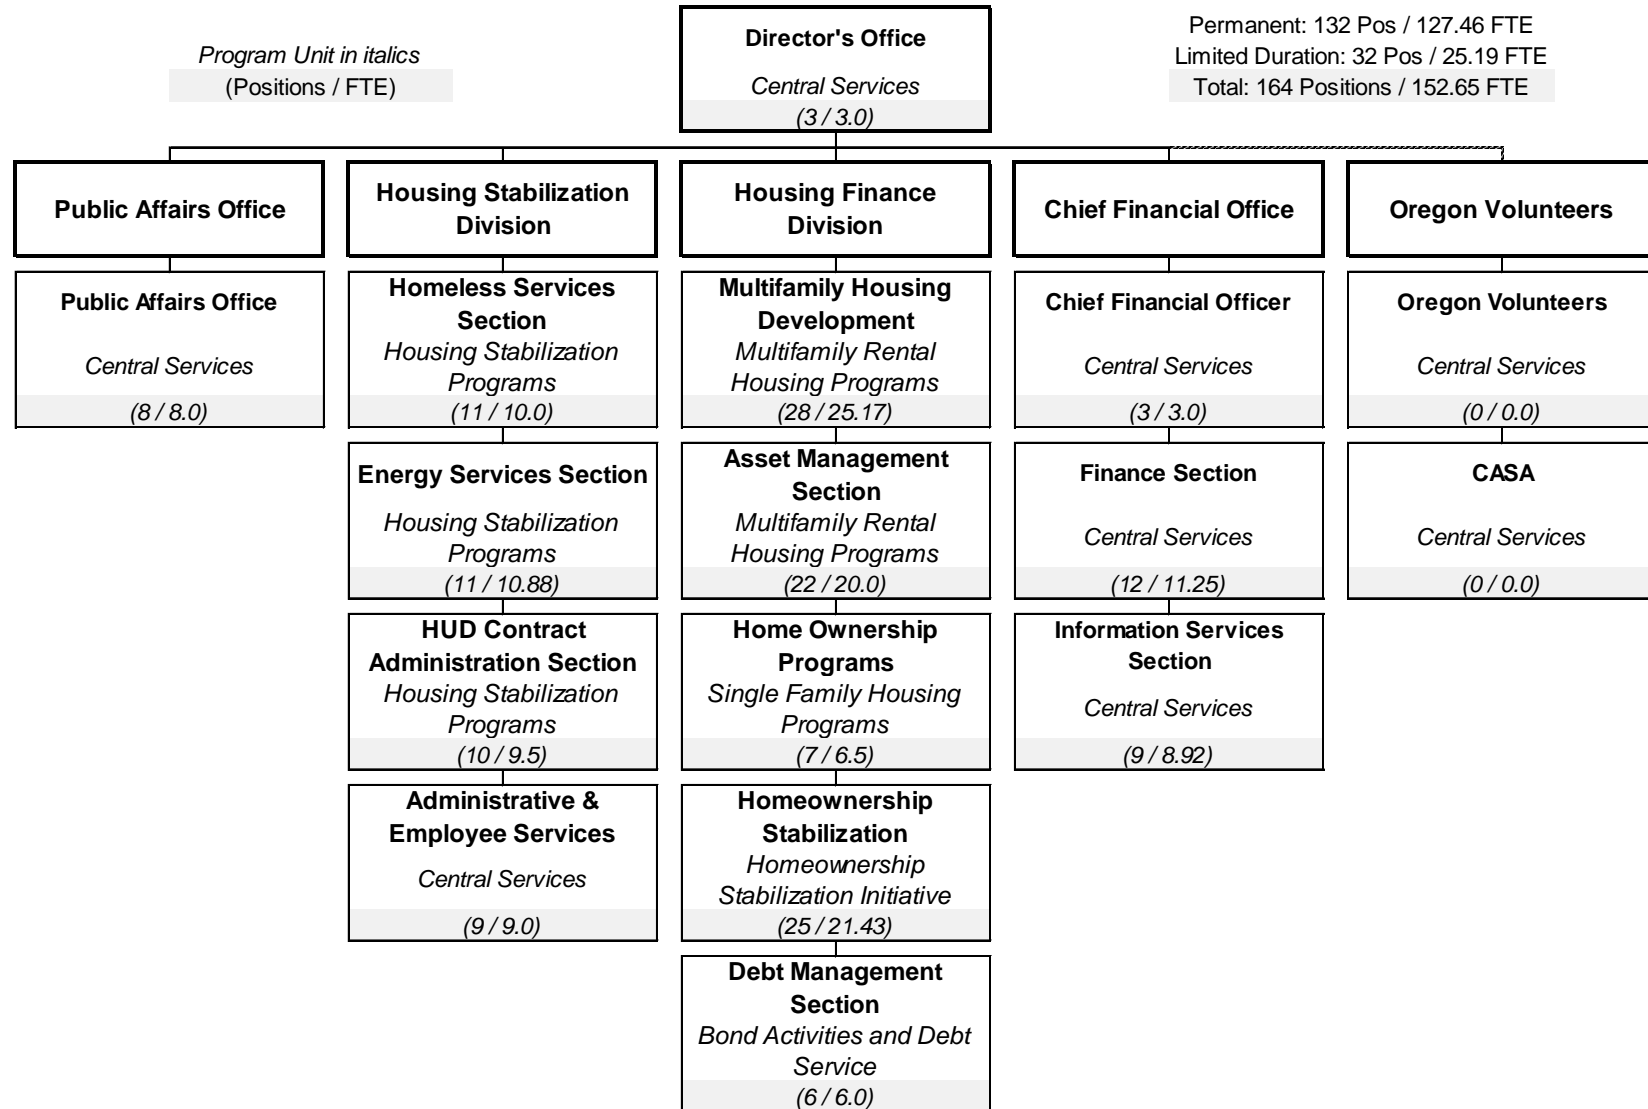 Program Unit in italics
(Positions / FTE)
Director's Office
Central Services
(3 / 3.0)
Permanent: 132 Pos / 127.46 FTE
Limited Duration: 32 Pos / 25.19 FTE
Total: 164 Positions / 152.65 FTE
Public Affairs Office
Housing Stabilization
Division
Housing Finance
Division
Chief Financial Office
Oregon Volunteers
Public Affairs Office
Central Services
(8 / 8.0)
Homeless Services
Section
Housing Stabilization
Programs
(11 / 10.0)
Multifamily Housing
Development
Multifamily Rental
Housing Programs
(28 / 25.17)
Chief Financial Officer
Central Services
(3 / 3.0)
Oregon Volunteers
Central Services
(0 / 0.0)
Energy Services Section
Housing Stabilization
Programs
(11 / 10.88)
Asset Management
Section
Multifamily Rental
Housing Programs
(22 / 20.0)
Finance Section
Central Services
(12 / 11.25)
CASA
Central Services
(0 / 0.0)
HUD Contract
Administration Section
Housing Stabilization
Programs
(10 / 9.5)
Home Ownership
Programs
Single Family Housing
Programs
(7 / 6.5)
Information Services
Section
Central Services
(9 / 8.92)
Administrative &
Employee Services
Central Services
(9 / 9.0)
Homeownership
Stabilization
Homeownership
Stabilization Initiative
(25 / 21.43)
Debt Management
Section
Bond Activities and Debt
Service
(6 / 6.0)